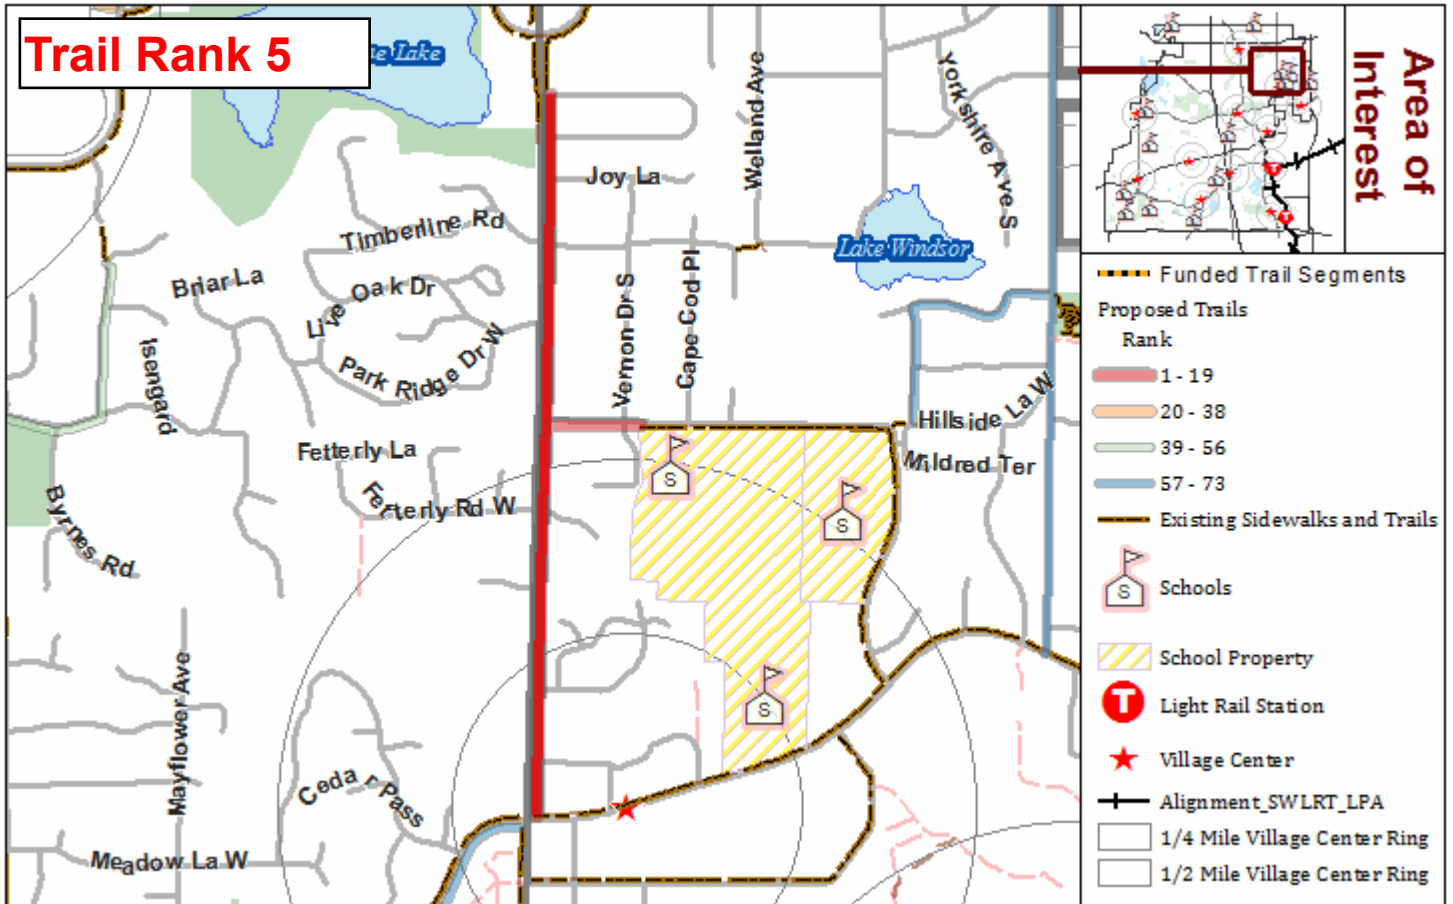 Trail Rank 5
te Lake
Welland Ave
Yorkshire Ave S
Joy La
Timberline Rd
Lake Windsor
Briar La
Live Oak Dr
Vernon Dr S
Cape Cod Pl
Isengard
Park Ridge Dr W
Hillside La W
Fetterly La
Mildred Ter
Fetterly Rd W
Byrnes Rd
S
S
S
Mayflower Ave
Cedar Pass
Meadow La W
Area of
Interest
T
T
Funded Trail Segments
Proposed Trails
Rank
1 - 19
20 - 38
39 - 56
57 - 73
Existing Sidewalks and Trails
S
Schools
School Property
T
Light Rail Station
Village Center
Alignment_SWLRT_LPA
1/4 Mile Village Center Ring
1/2 Mile Village Center Ring